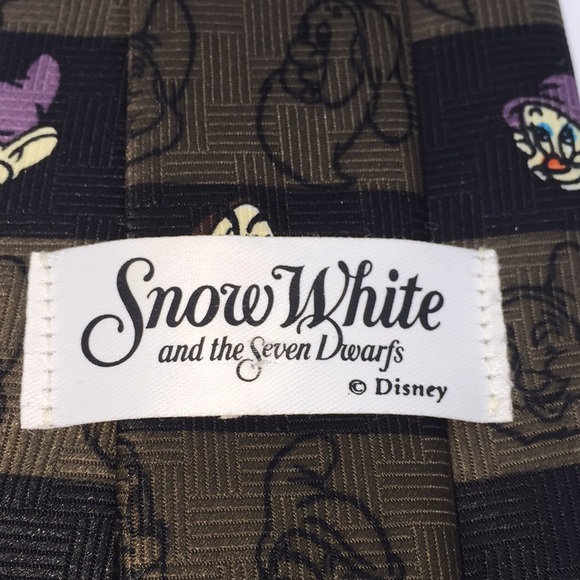 Snow White
and the Seven Dwarfs
© Disney